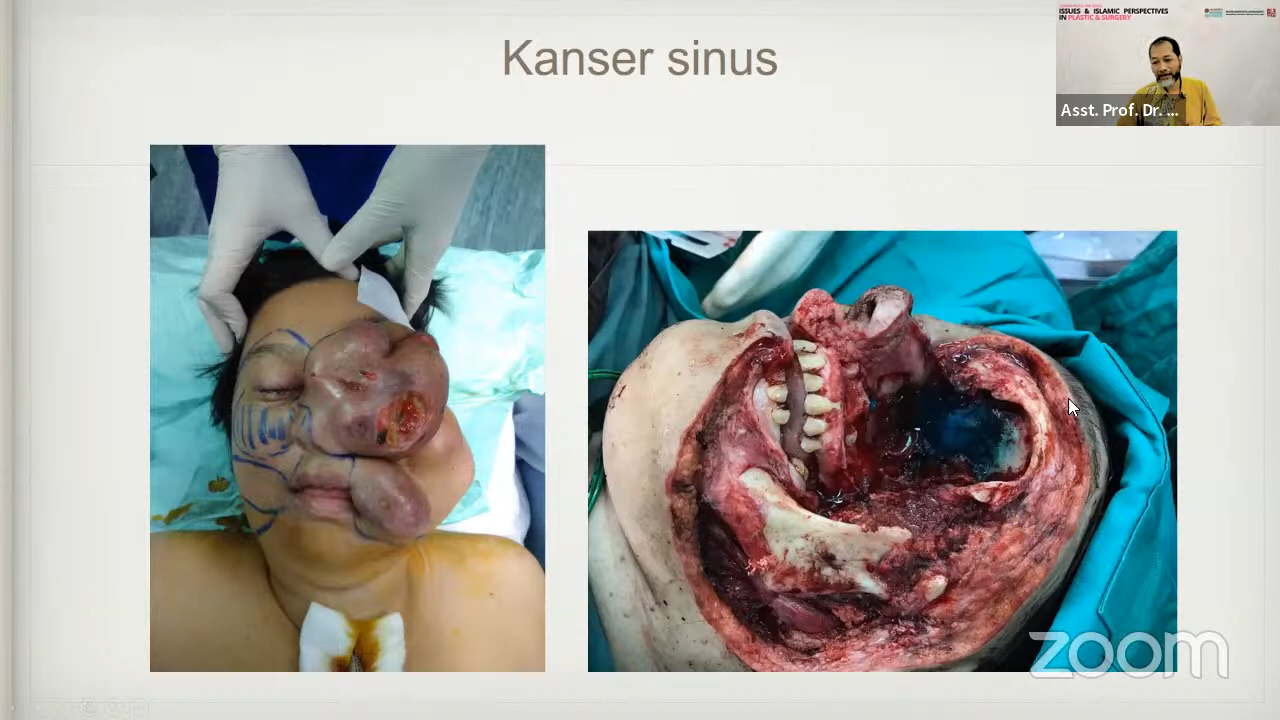 Kanser sinus
ISSUES & ISLAMIC PERSPECTIVES
IN PLASTIC & SURGERY
Asst. Prof. Dr. ...
zoom